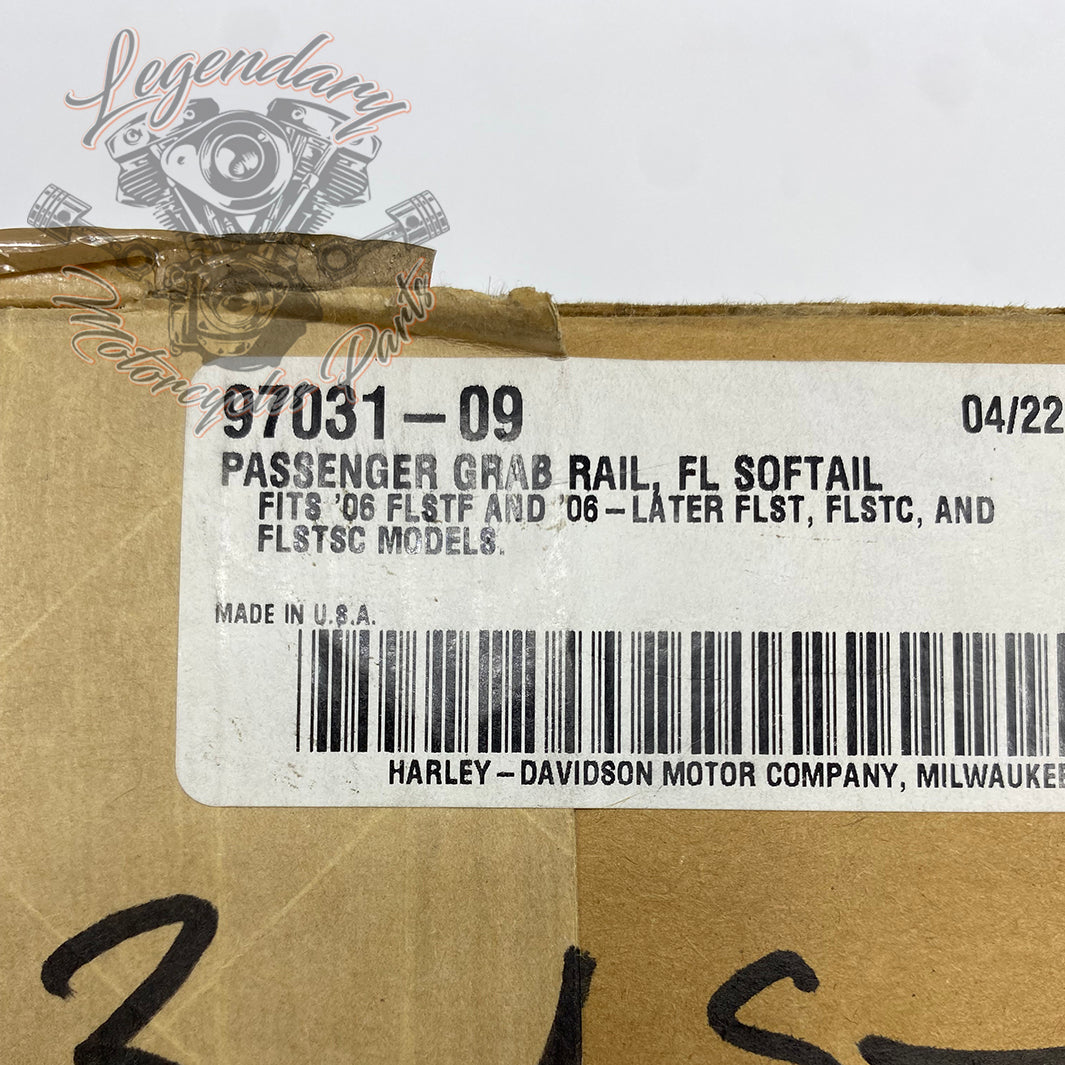 Legendary
Motorcycles Parts
97031-09 04/22
PASSENGER GRAB RAIL, FL SOFTAIL
FITS '06 FLSTF AND '06-LATER FLST, FLSTC, AND
FLSTSC MODELS.
MADE IN U.S.A.
HARLEY-DAVIDSON MOTOR COMPANY, MILWAUKEE